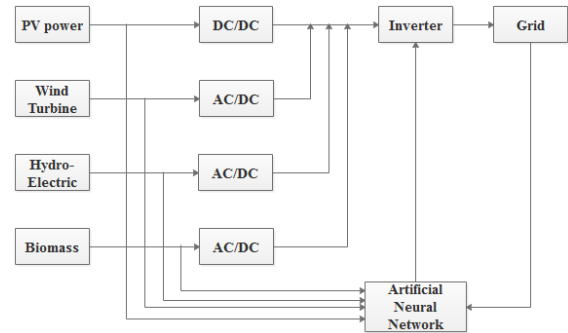 PV power
DC/DC
Inverter
Grid
Wind
Turbine
AC/DC
Hydro-
Electric
AC/DC
Biomass
AC/DC
Artificial
Neural
Network